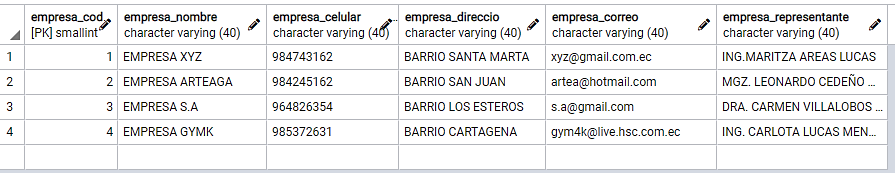 empresa_cod empresa_nombre empresa_celular empresa_direccio empresa_correo empresa_representante
[PK] smallint character varying (40) character varying (40) character varying (40) character varying (40) character varying (40)
1 1 EMPRESA XYZ 984743162 BARRIO SANTA MARTA xyz@gmail.com.ec ING.MARITZA AREAS LUCAS
2 2 EMPRESA ARTEAGA 984245162 BARRIO SAN JUAN artea@hotmail.com MGZ. LEONARDO CEDEÑO ...
3 3 EMPRESA S.A 964826354 BARRIO LOS ESTEROS s.a@gmail.com DRA. CARMEN VILLALOBOS ...
4 4 EMPRESA GYMK 985372631 BARRIO CARTAGENA gym4k@live.hsc.com.ec ING. CARLOTA LUCAS MEN...